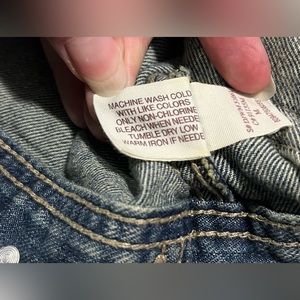 MACHINE WASH COLD
WITH LIKE COLORS
ONLY NON-CHLORINE
BLEACH WHEN NEEDE
TUMBLE DRY LOW
WARM IRON IF NEEDE